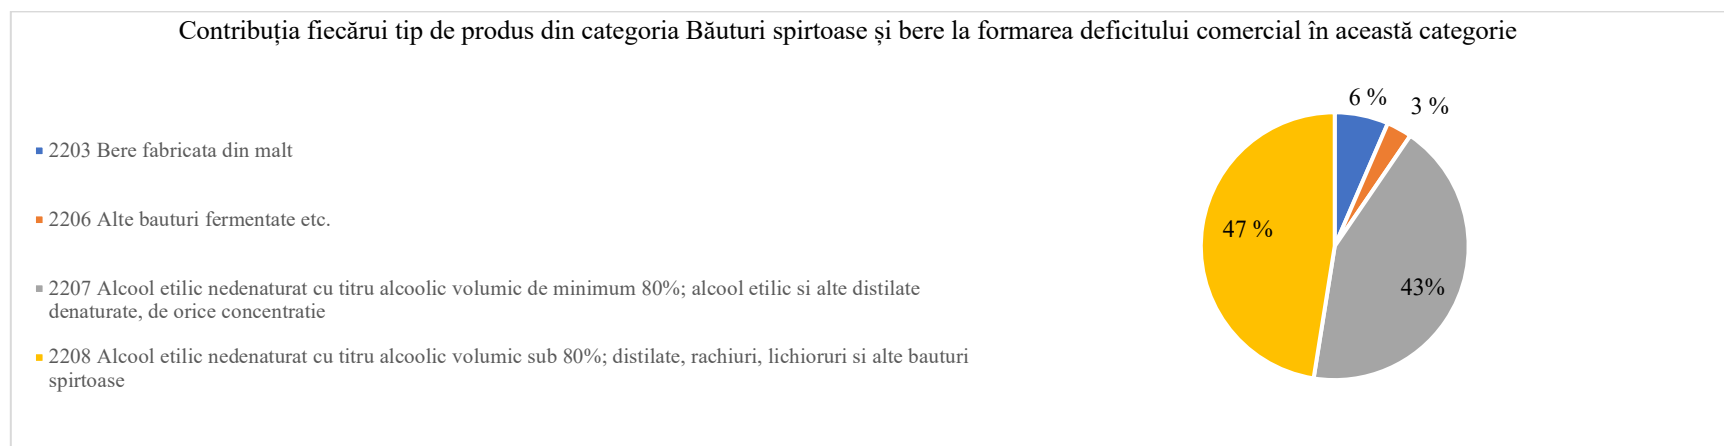 Contribuția fiecărui tip de produs din categoria Băuturi spirtoase și bere la formarea deficitului comercial în această categorie
6 %
3 %
2203 Bere fabricata din malt
2206 Alte bauturi fermentate etc.
47 %
2207 Alcool etilic nedenaturat cu titru alcoolic volumic de minimum 80%; alcool etilic si alte distilate
denaturate, de orice concentratie
43%
2208 Alcool etilic nedenaturat cu titru alcoolic volumic sub 80%; distilate, rachiuri, lichioruri si alte bauturi
spirtoase